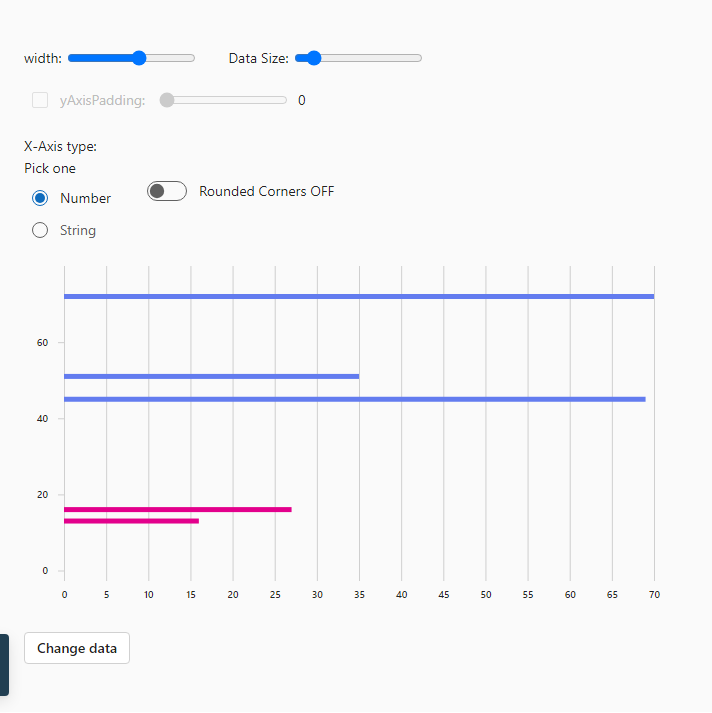 width: Data Size:
yAxisPadding: 0
X-Axis type:
Pick one
Number
Rounded Corners OFF
String
60
40
20
0
0 5 10 15 20 25 30 35 40 45 50 55 60 65 70
Change data